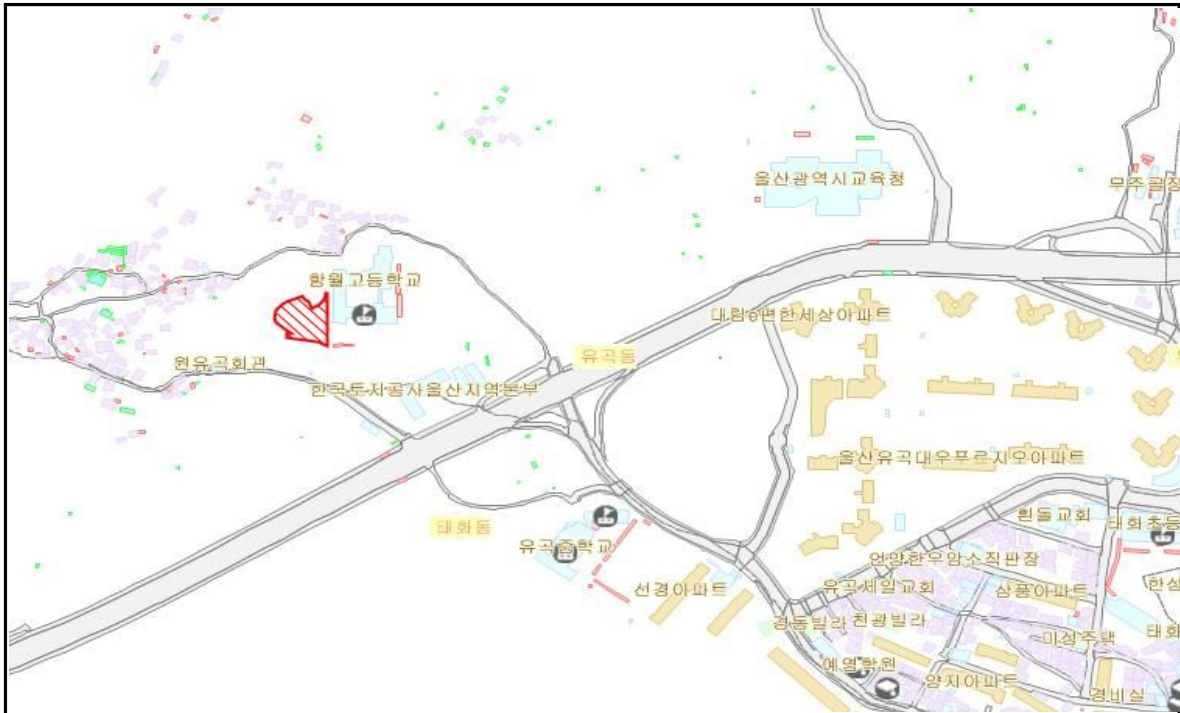 울산광역시교육청
무주골장
함월고등학교
대림e편한세상아파트
유곡동
원유곡회관
한국토지공사울산지역본부
울산유곡대우푸르지오아파트
흰돌교회
태화초등
태화동
유곡중학교
언양한우암소직판장
선경아파트
유곡세일교회
삼풍아파트
한성
경동빌라
친광빌라
미성주택
태화
예영학원
양지아파트
경비실